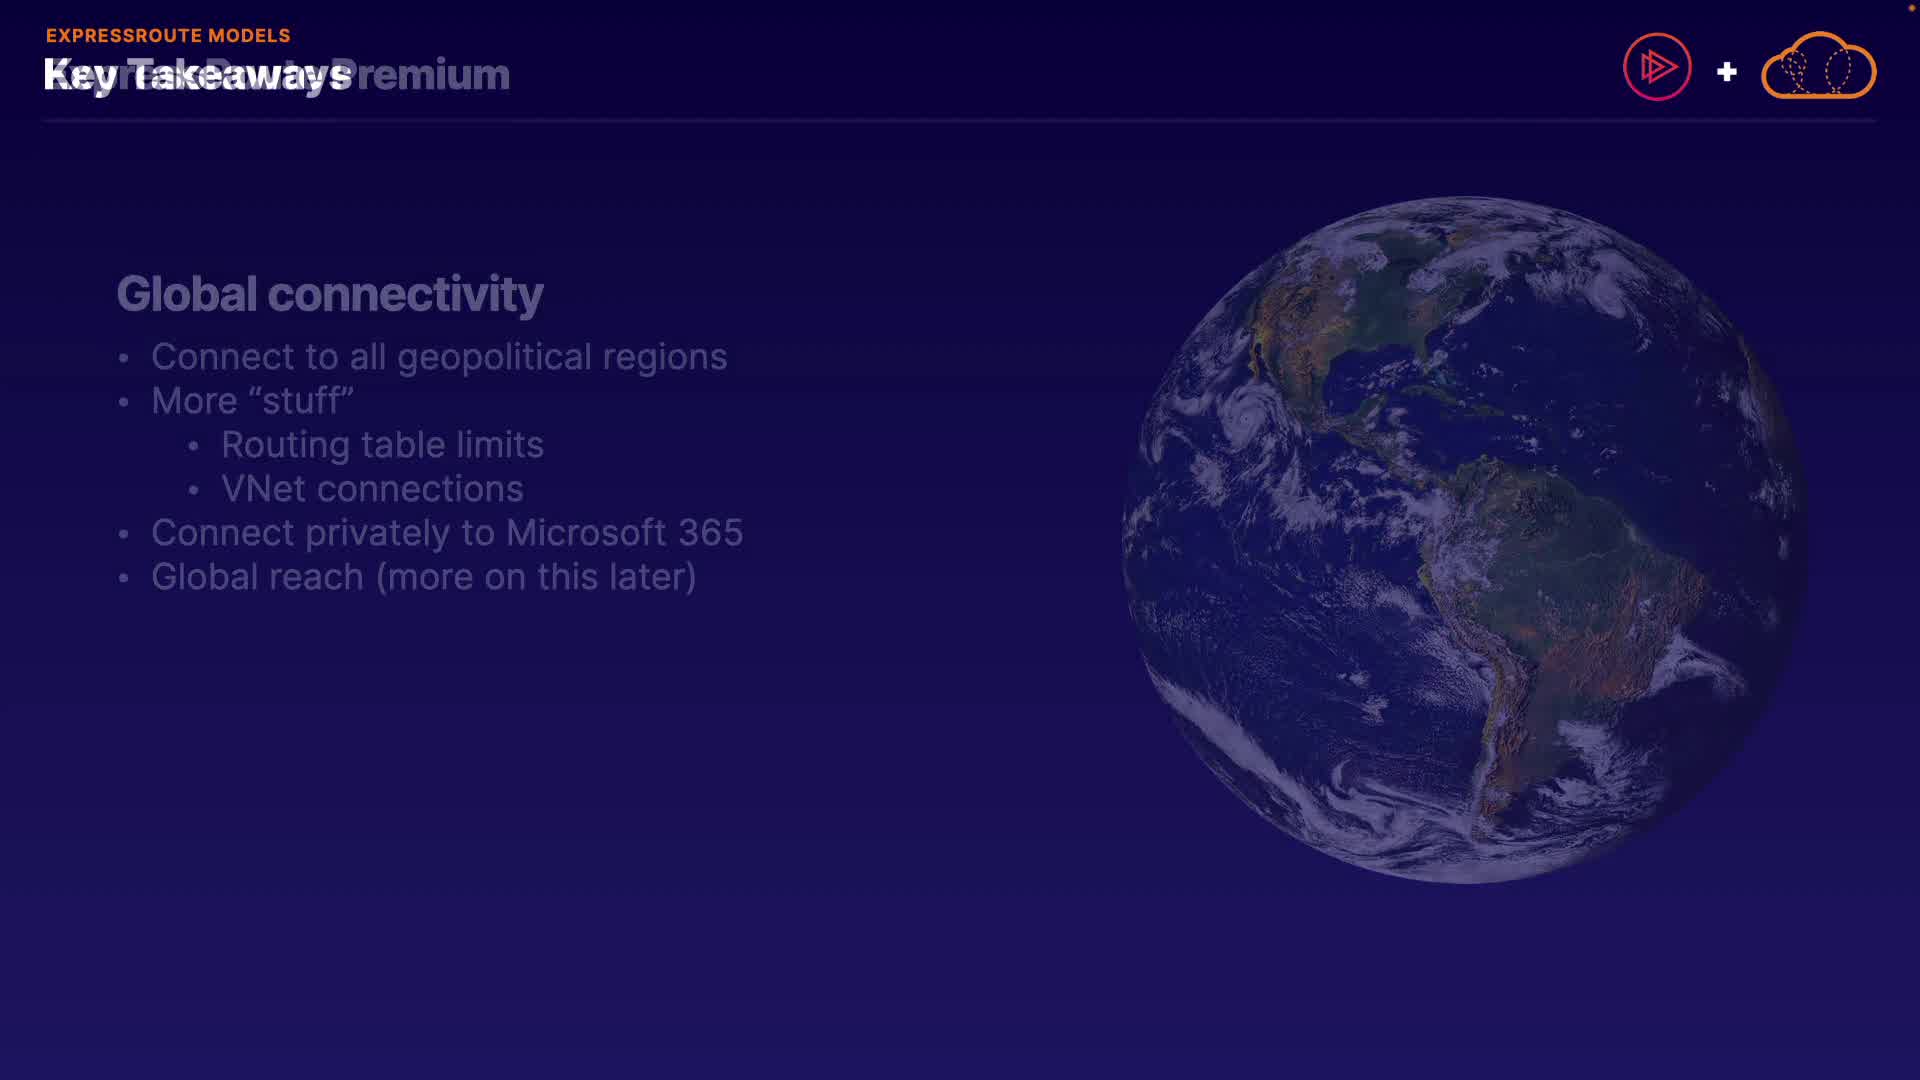 EXPRESSROUTE MODELS
Key Takeaways
ExpressRoute Premium
Global connectivity
• Connect to all geopolitical regions
• More “stuff”
• Routing table limits
• VNet connections
• Connect privately to Microsoft 365
• Global reach (more on this later)